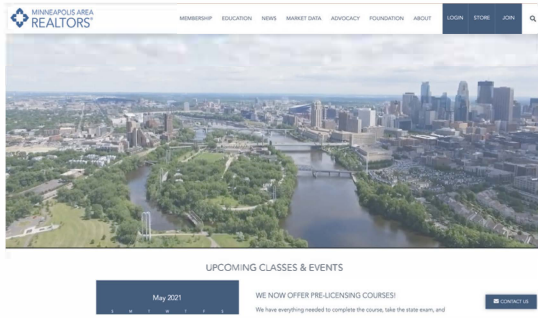 MINNEAPOLIS AREA
REALTORS®
MEMBERSHIP EDUCATION NEWS MARKET DATA ADVOCACY FOUNDATION ABOUT LOGIN STORE JOIN
UPCOMING CLASSES & EVENTS
May 2021
S M T W T F S
WE NOW OFFER PRE-LICENSING COURSES!
We have everything needed to complete the course, take the state exam, and
CONTACT US